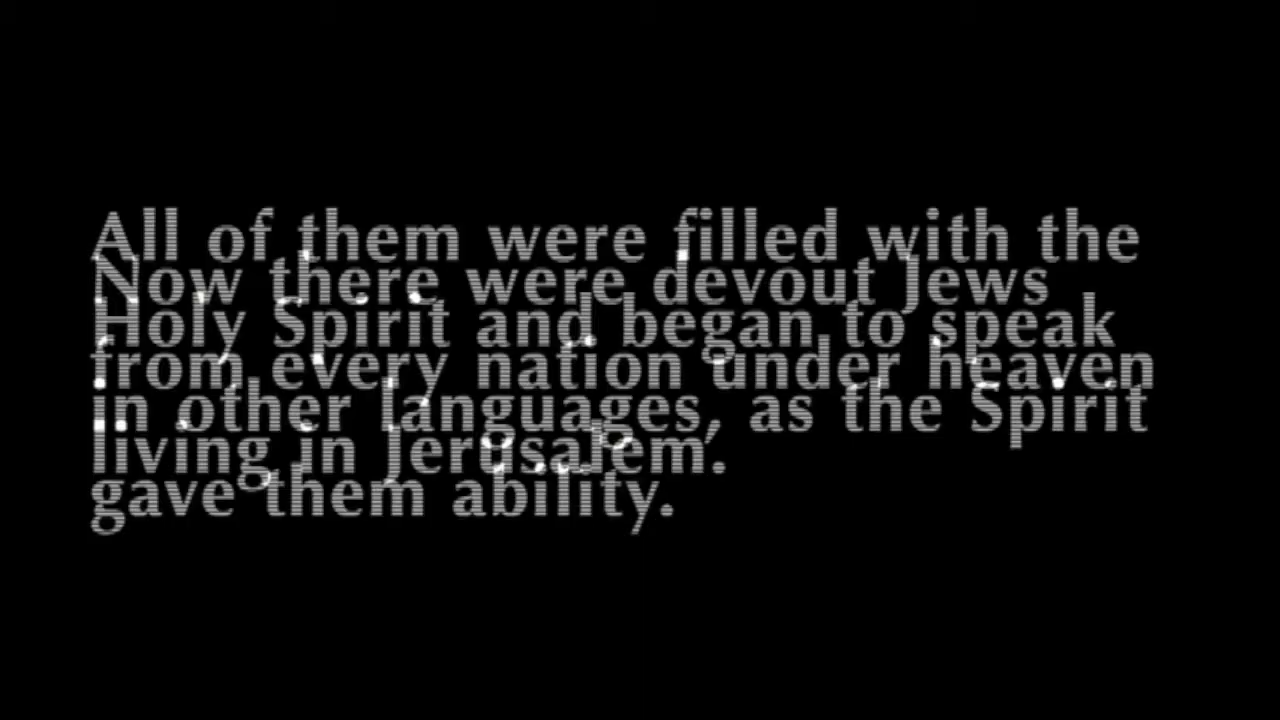 All of them were filled with the
Now there were devout Jews
Holy Spirit and began to speak
from every nation under heaven
in other languages, as the Spirit
living in Jerusalem.
gave them ability.